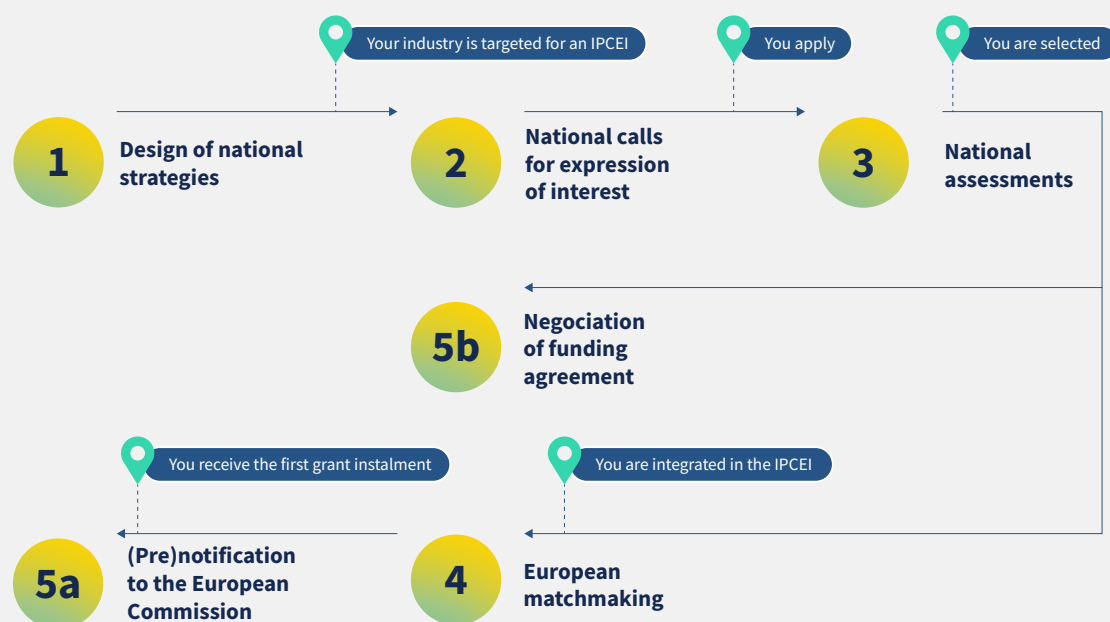 Your industry is targeted for an IPCEI
You apply
You are selected
1
Design of national
strategies
2
National calls
for expression
of interest
3
National
assessments
5b
Negociation
of funding
agreement
You receive the first grant instalment
You are integrated in the IPCEI
5a
(Pre)notification
to the European
Commission
4
European
matchmaking